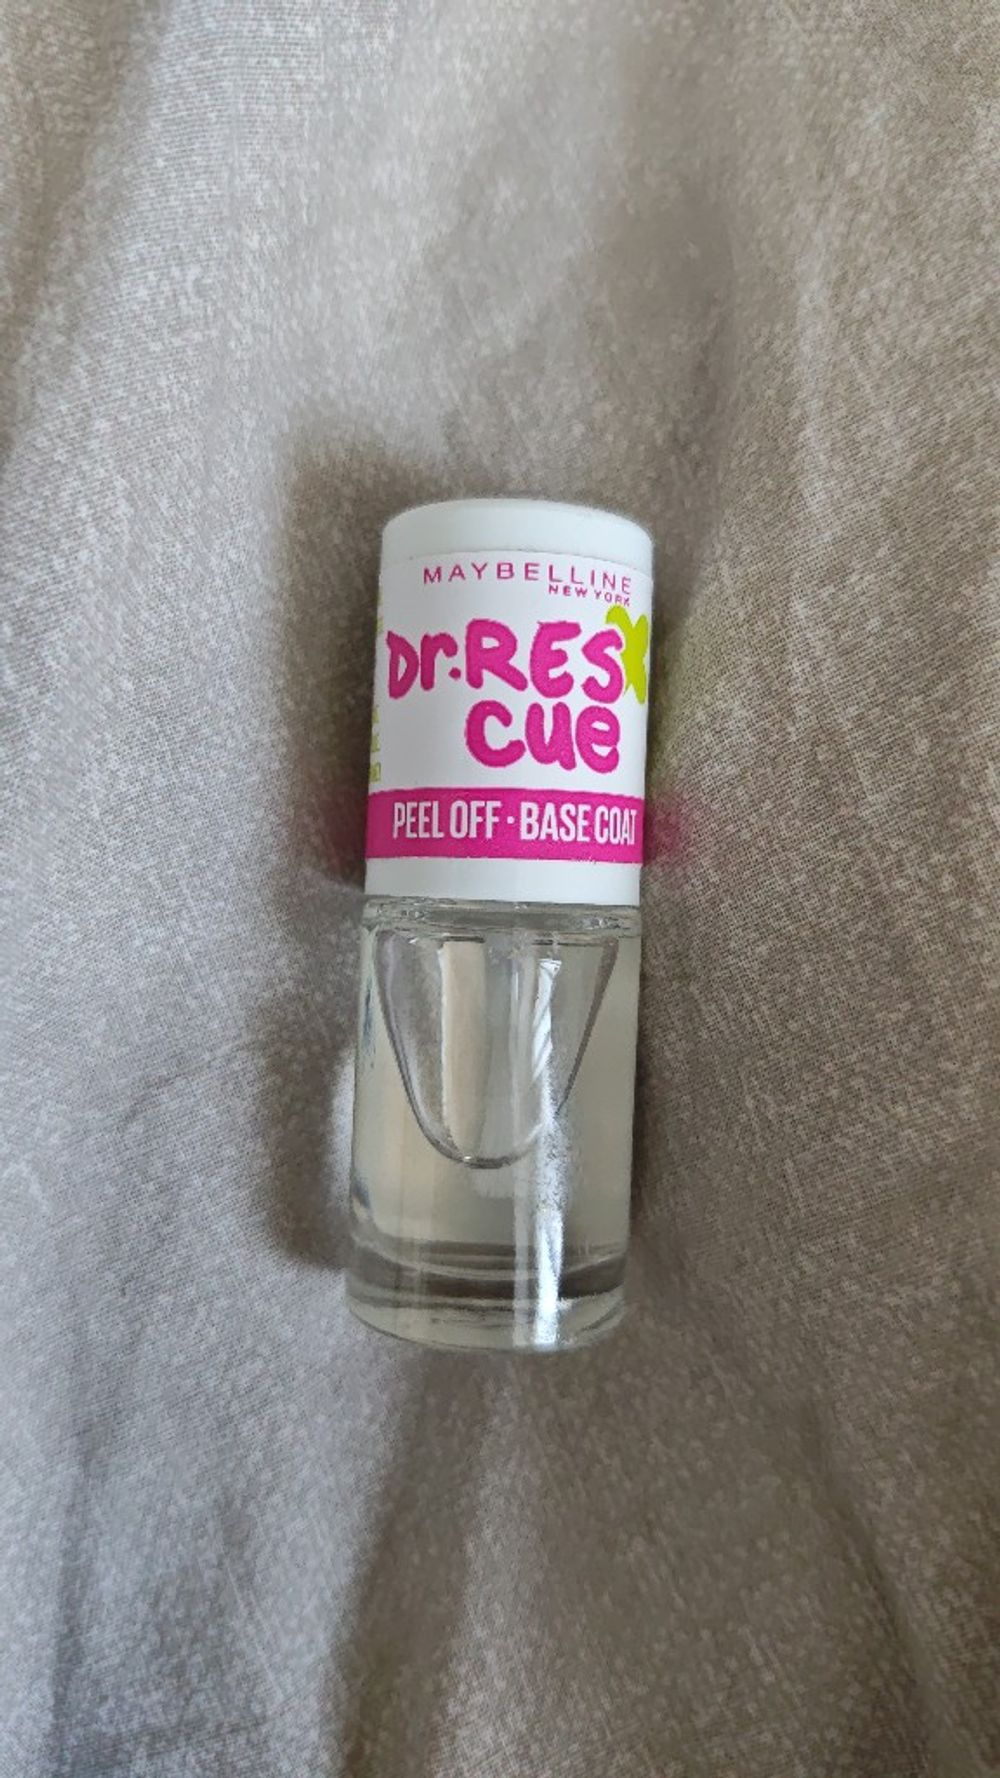 MAYBELLINE
NEW YORK
Dr.RES
Cue
PEEL OFF · BASE COAT